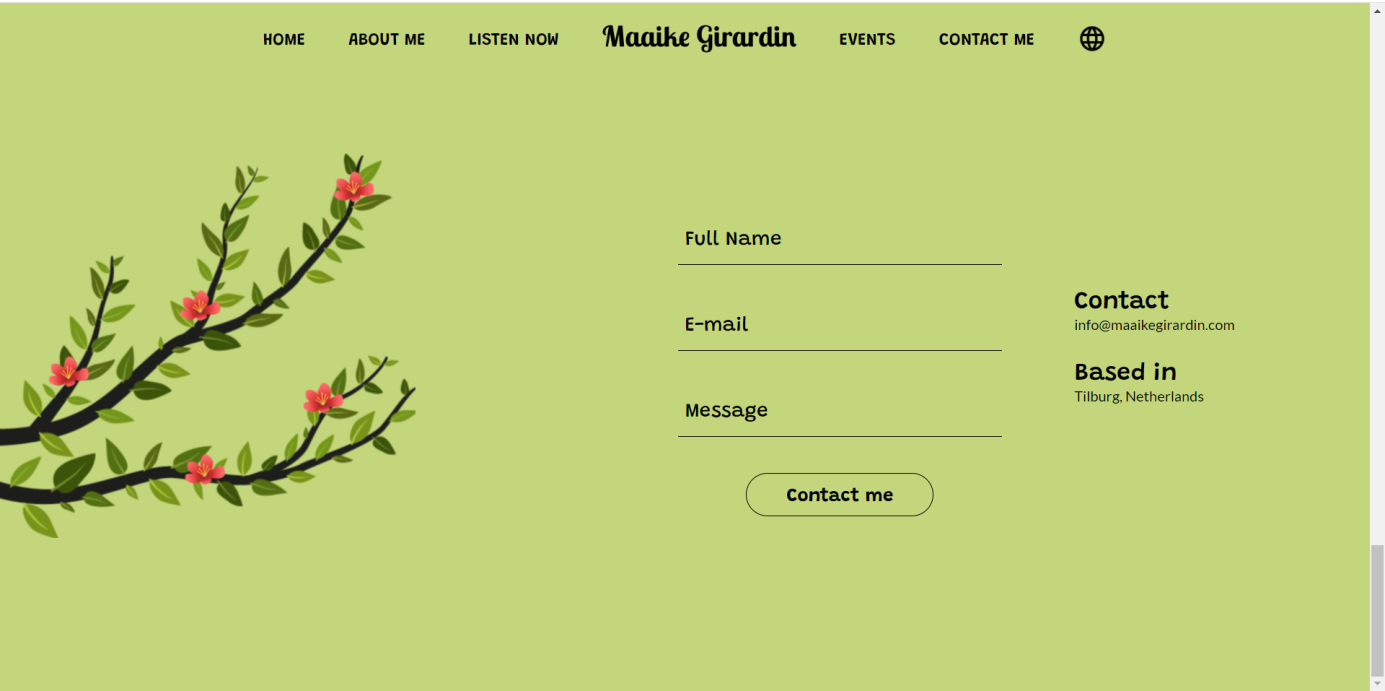 HOME ABOUT ME LISTEN NOW Maaike Girardin EVENTS CONTACT ME
Full Name
E-mail
Message
Contact me
Contact
info@maaikegirardin.com
Based in
Tilburg, Netherlands